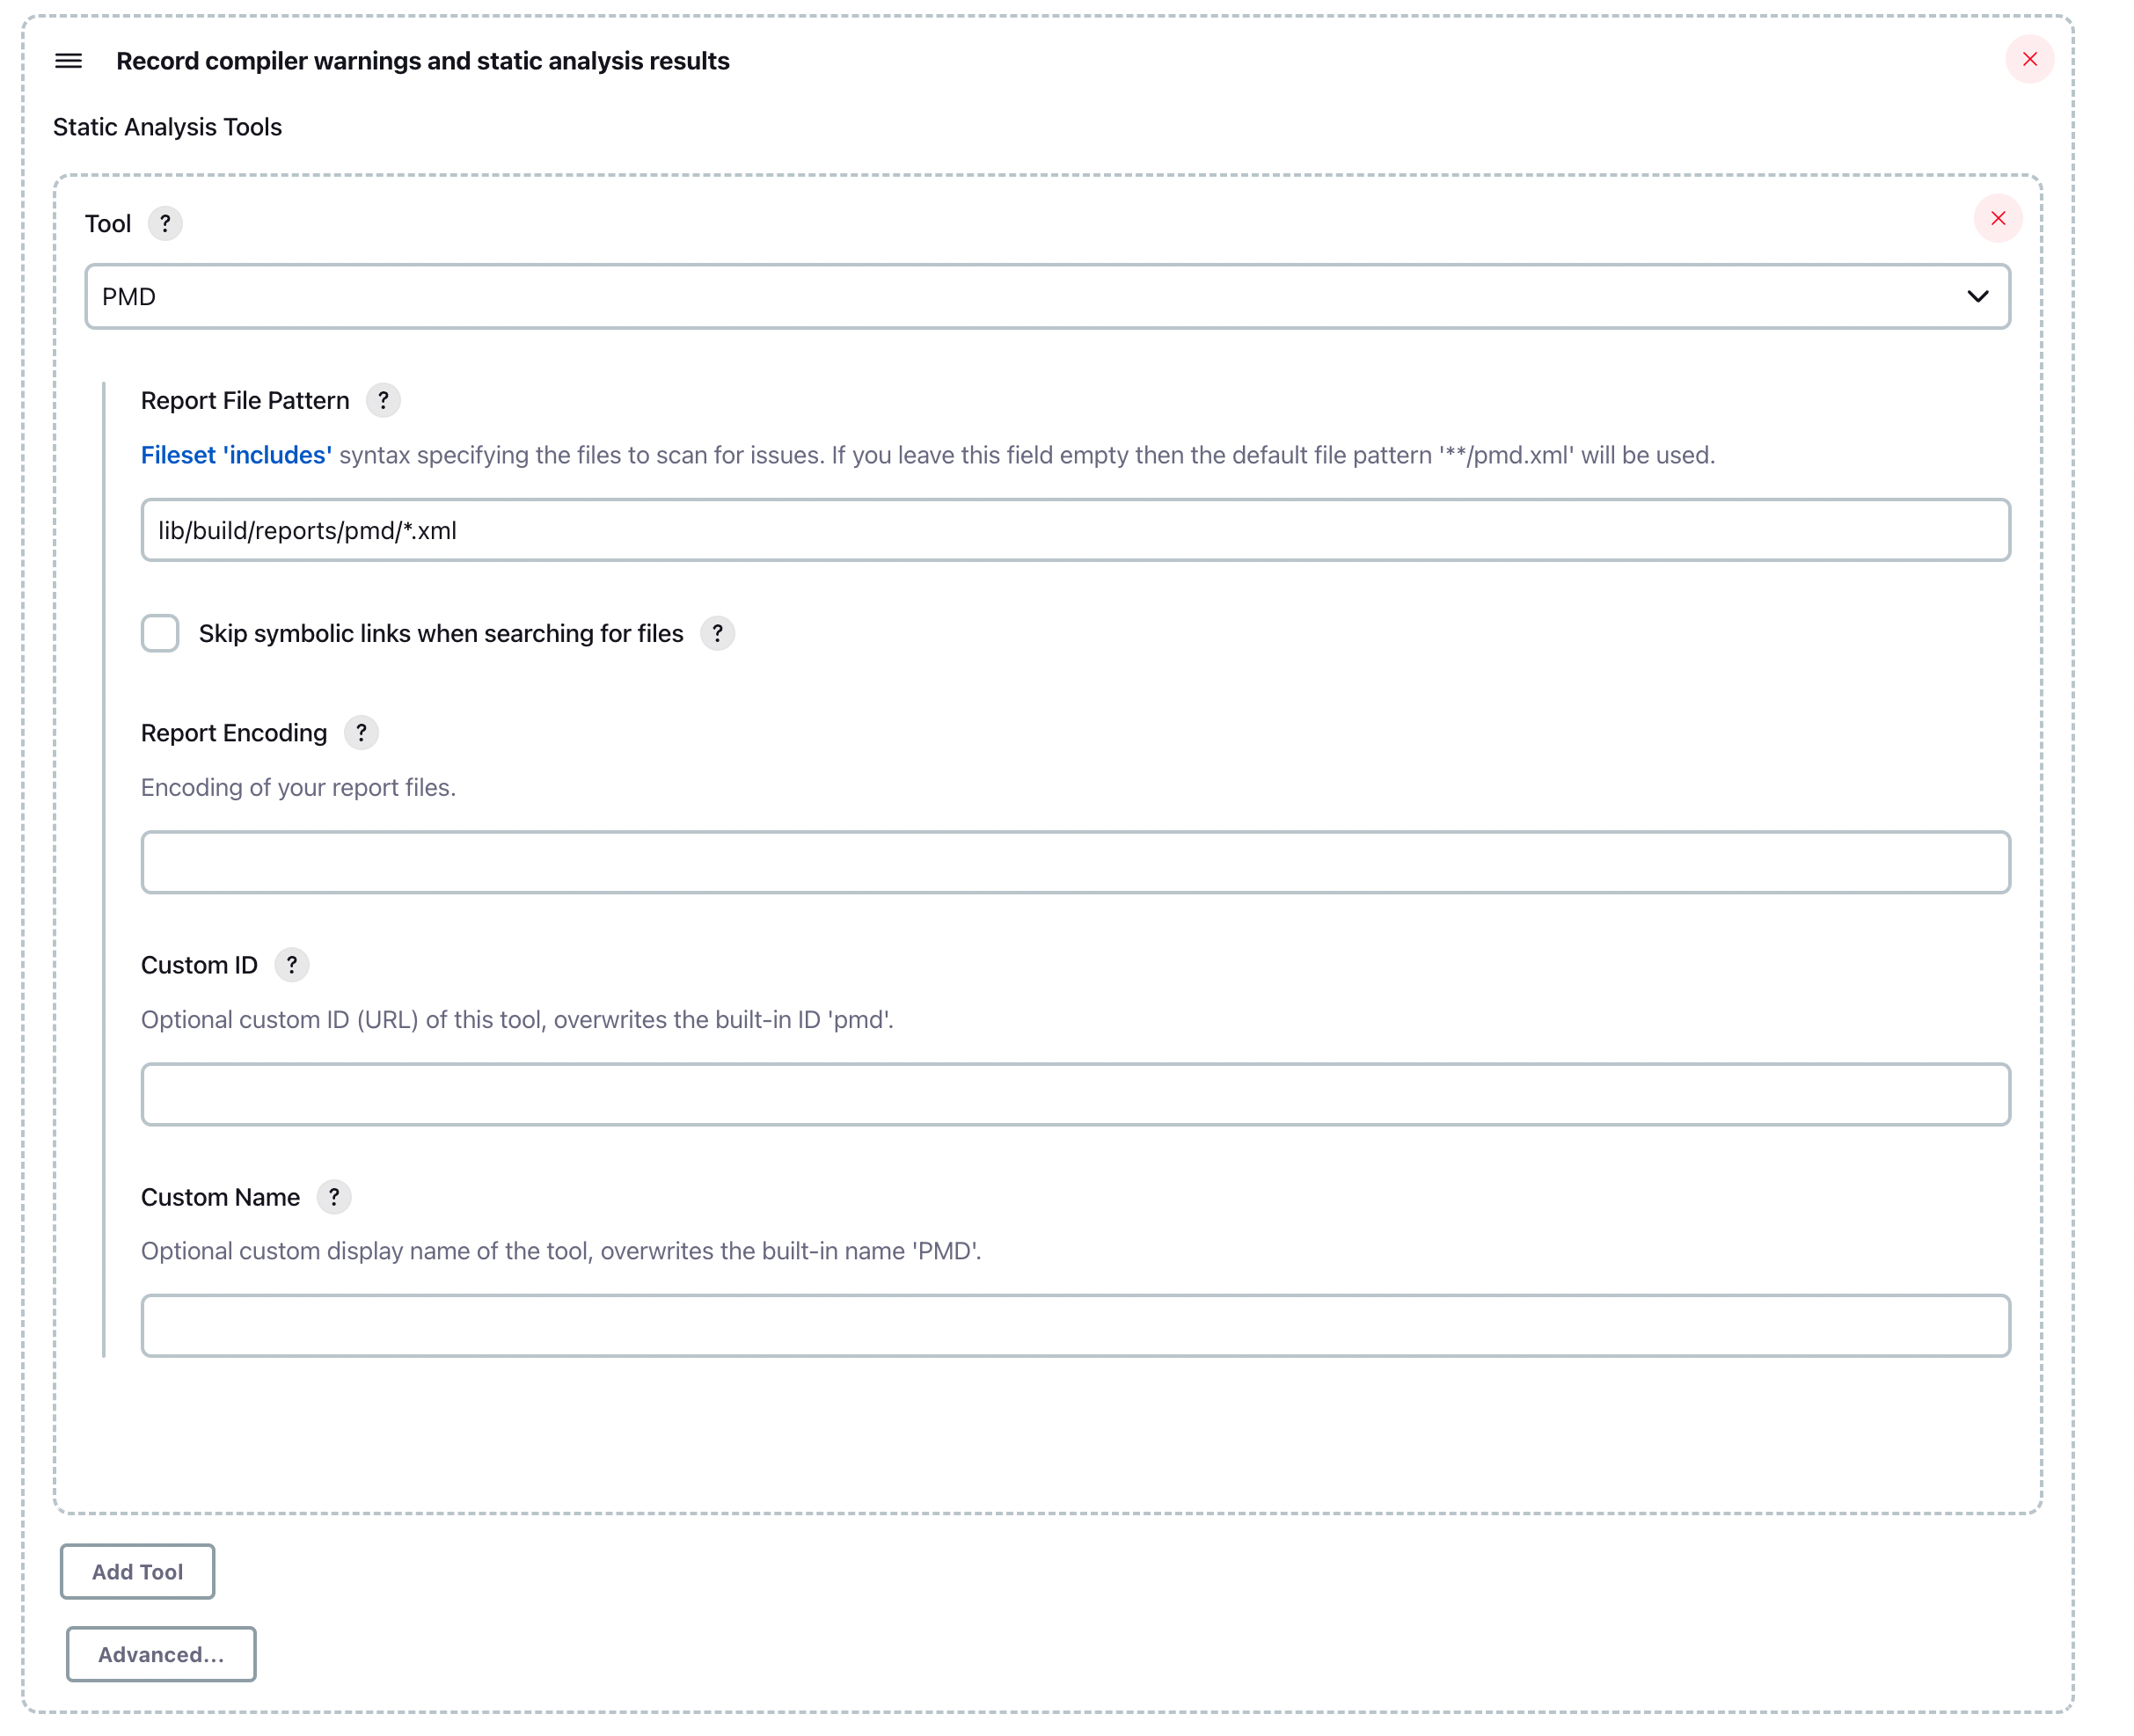 Record compiler warnings and static analysis results
Static Analysis Tools
Tool ?
PMD
Report File Pattern ?
Fileset 'includes' syntax specifying the files to scan for issues. If you leave this field empty then the default file pattern '**/pmd.xml' will be used.
lib/build/reports/pmd/*.xml
Skip symbolic links when searching for files ?
Report Encoding ?
Encoding of your report files.
Custom ID ?
Optional custom ID (URL) of this tool, overwrites the built-in ID 'pmd'.
Custom Name ?
Optional custom display name of the tool, overwrites the built-in name 'PMD'.
Add Tool
Advanced...